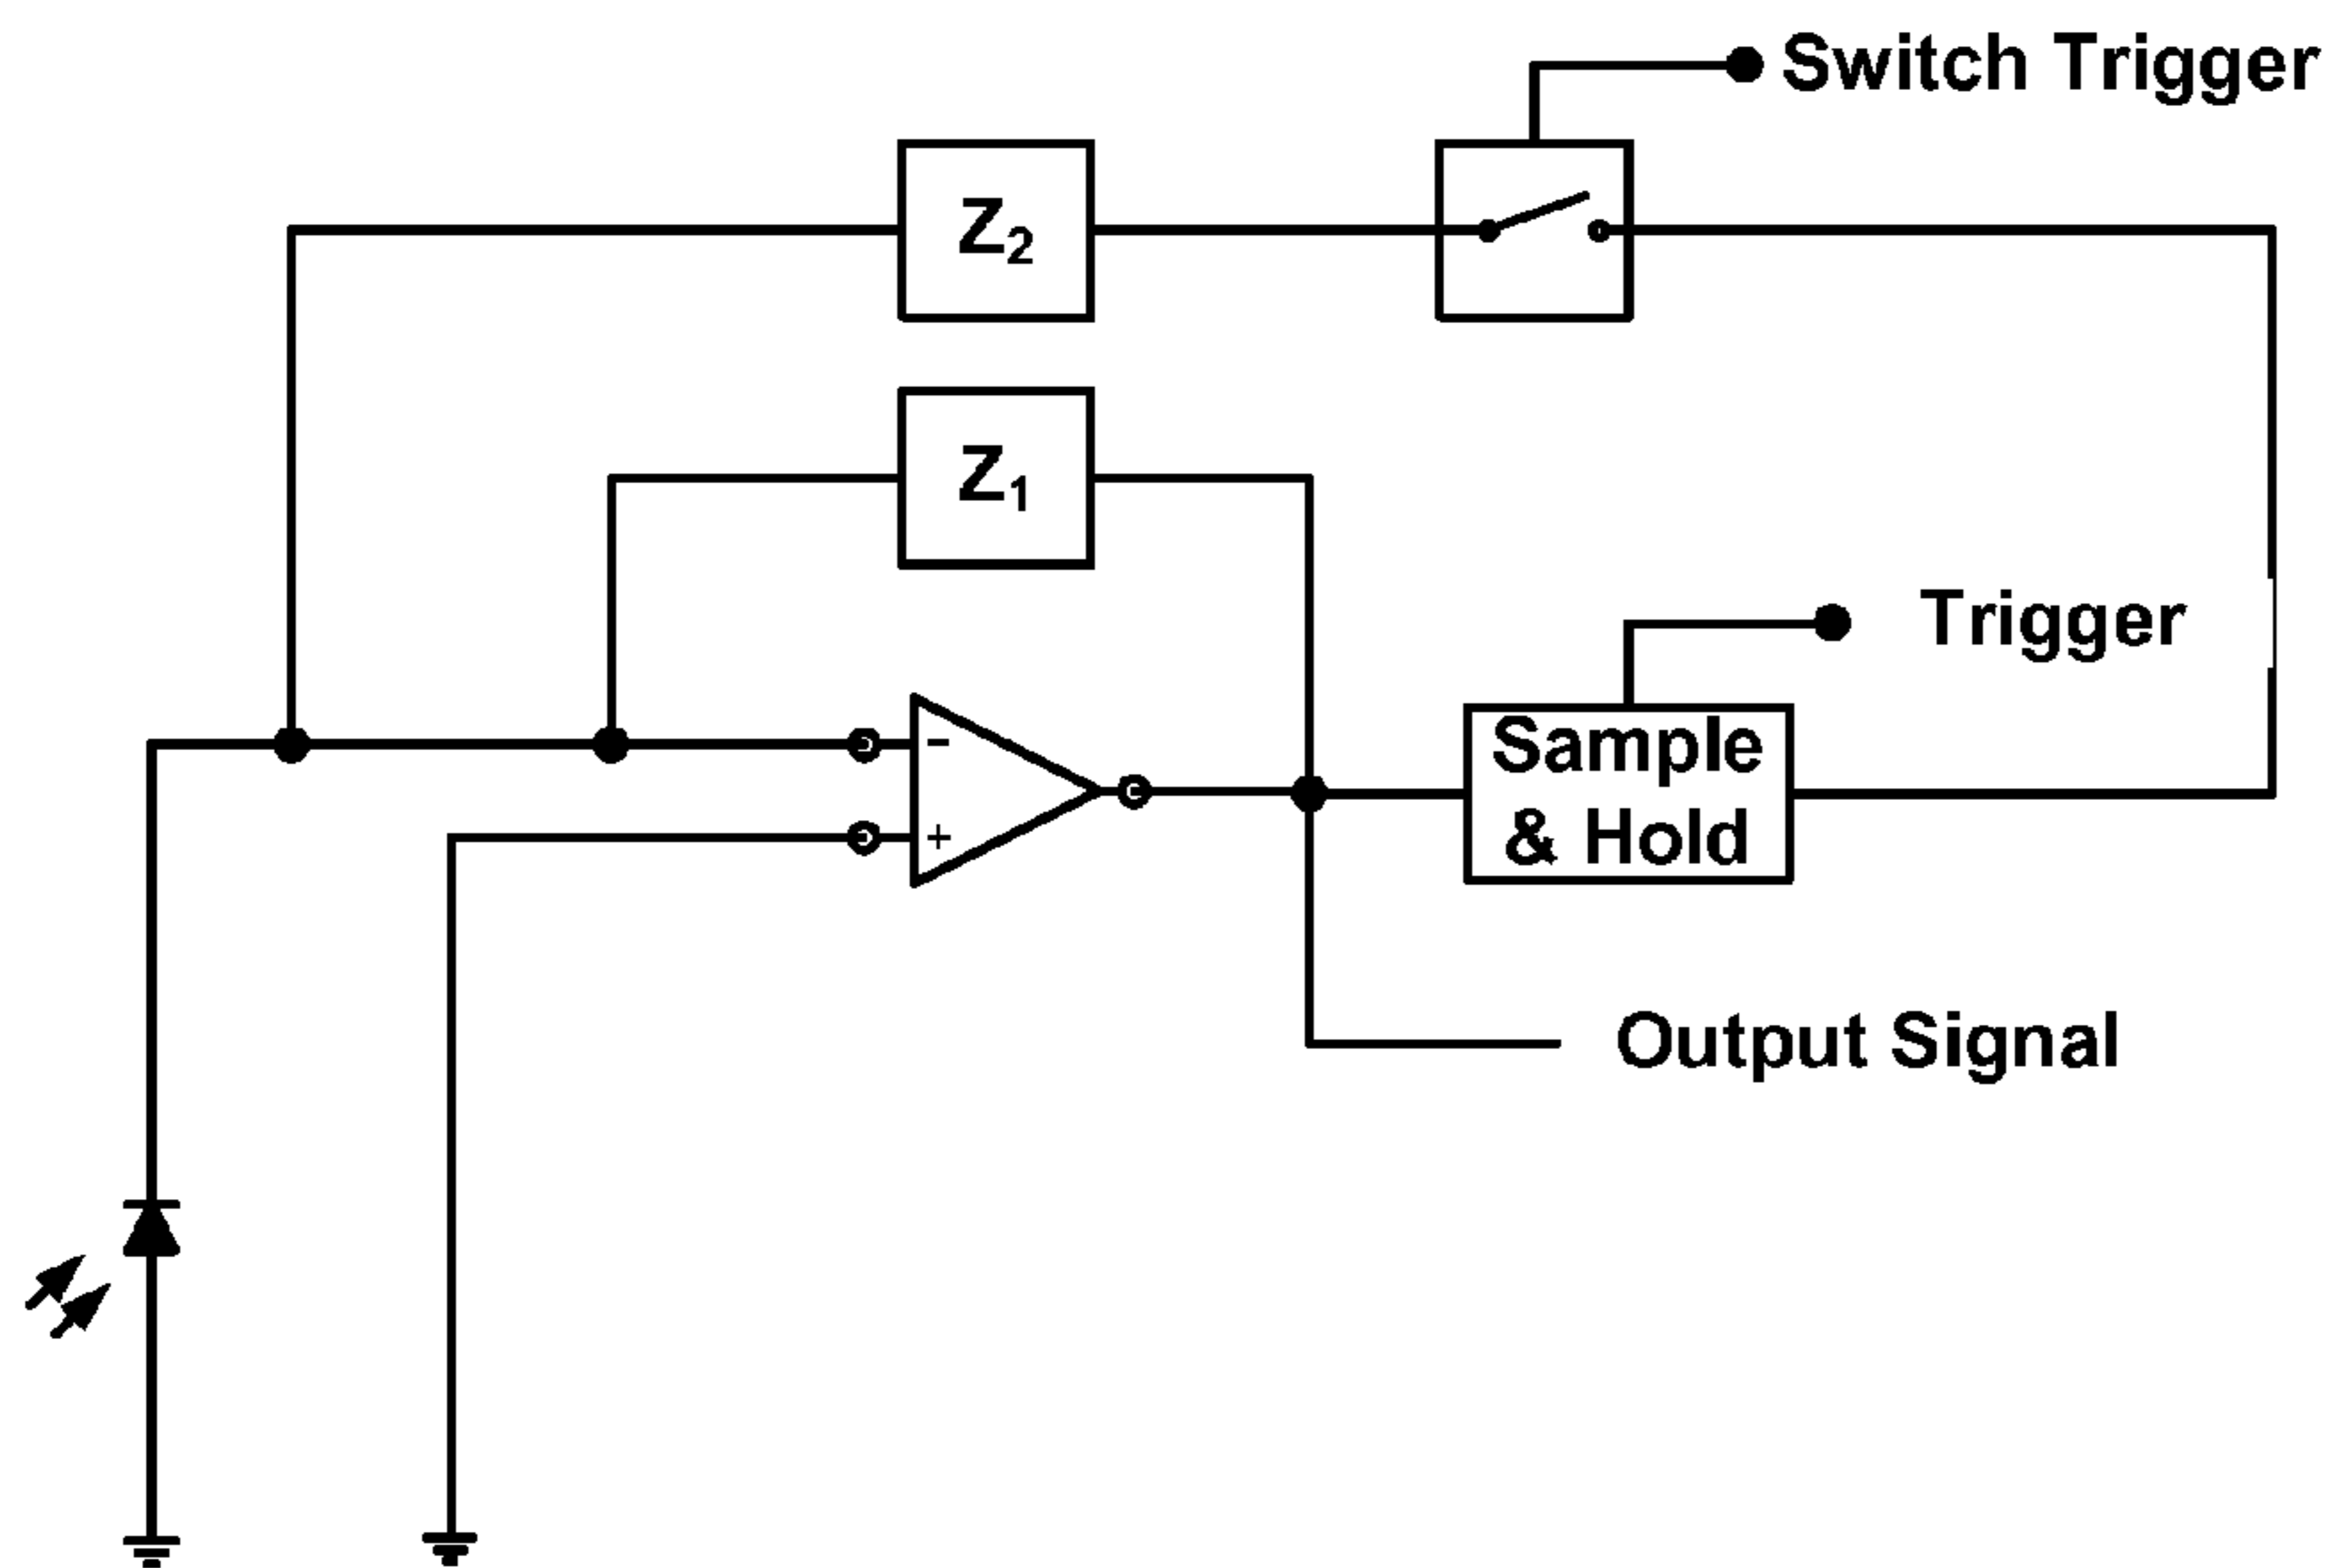 Switch Trigger
Z₂
Z₁
Trigger
Sample
& Hold
-
+
Output Signal